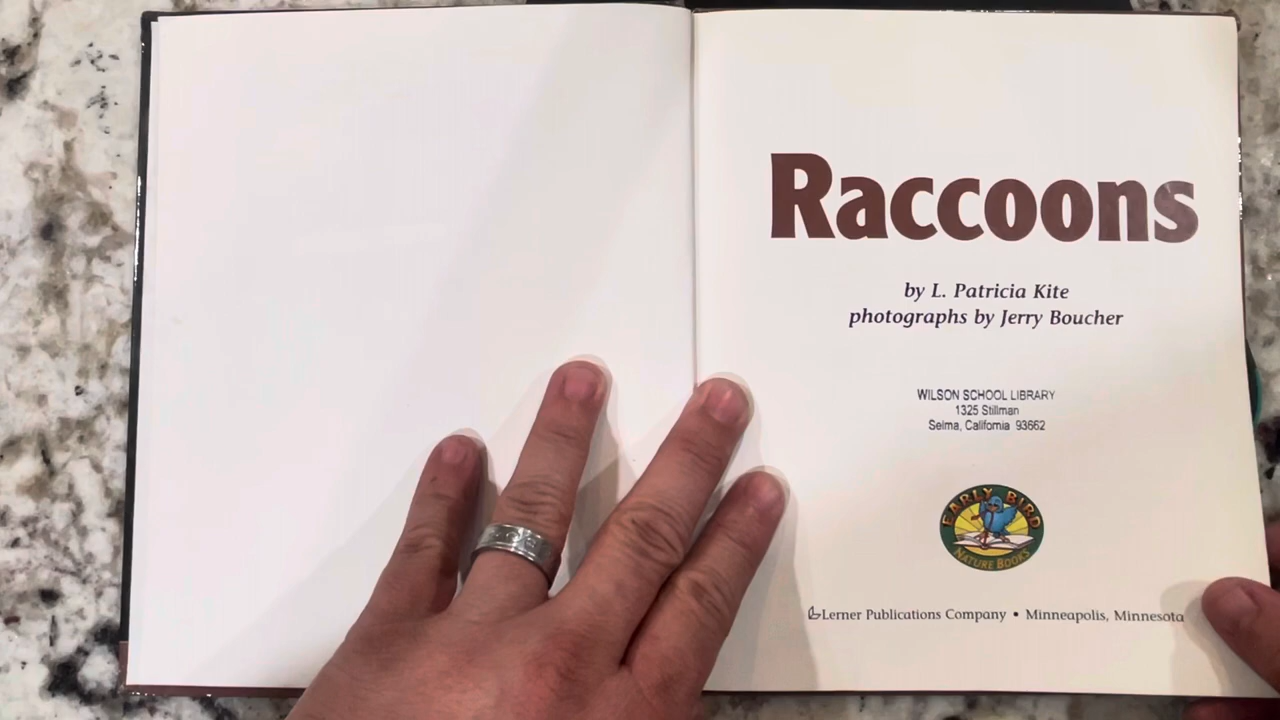 Raccoons
by L. Patricia Kite
photographs by Jerry Boucher
WILSON SCHOOL LIBRARY
1325 Stillman
Selma, California 93662
EARLY BIRD
NATURE BOOKS
Lerner Publications Company • Minneapolis, Minnesota